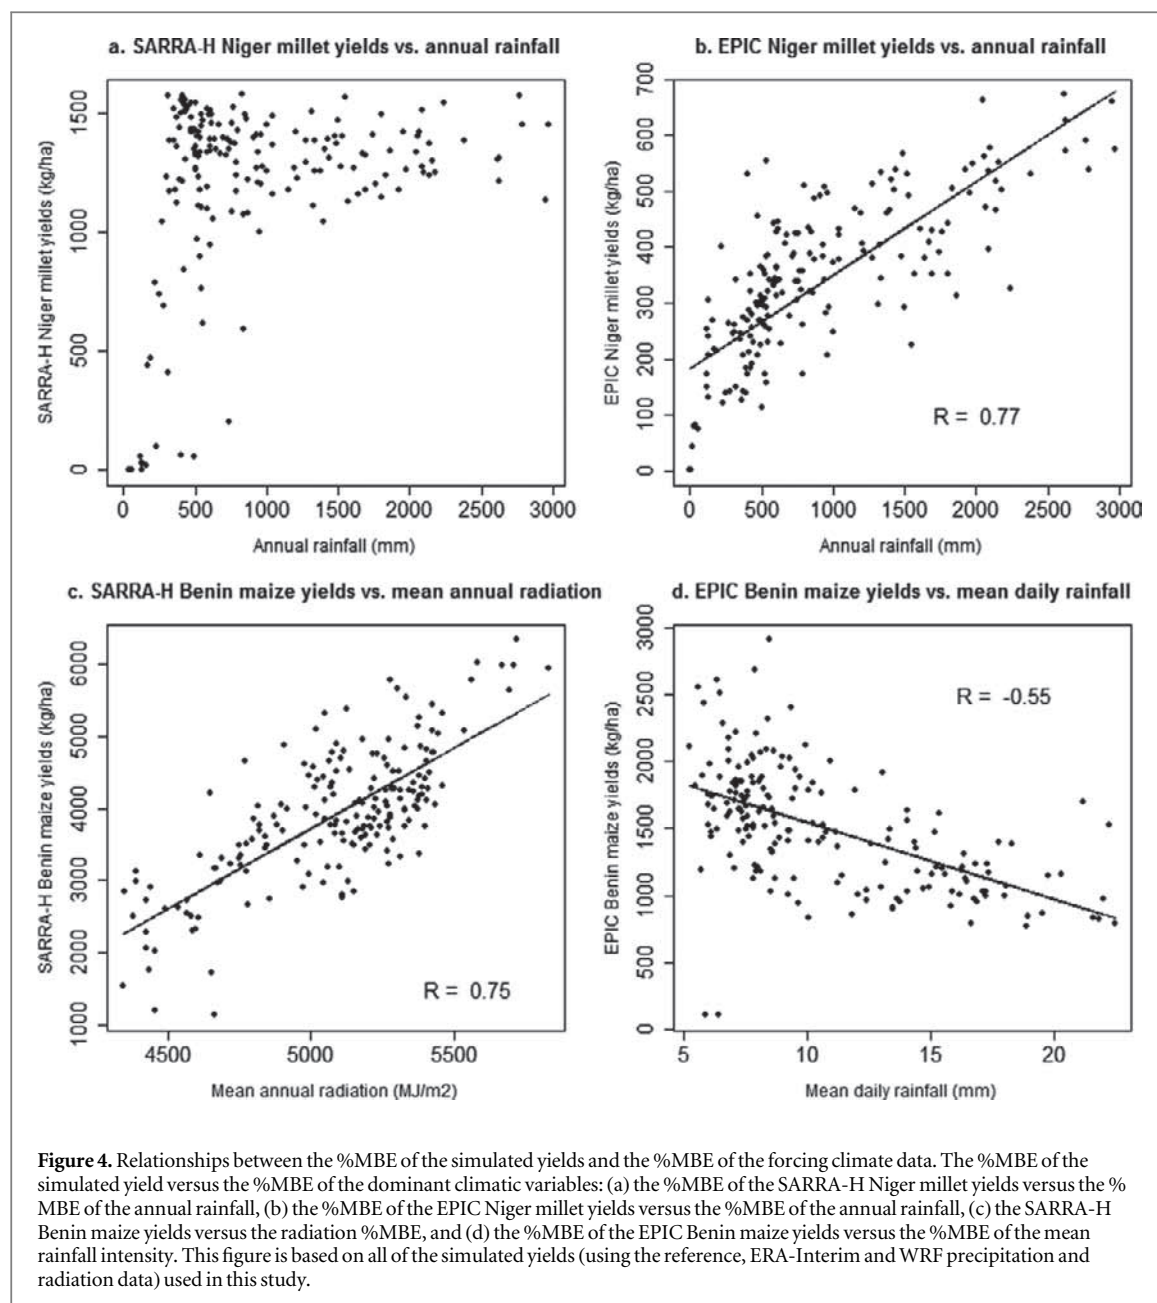 a. SARRA-H Niger millet yields vs. annual rainfall
SARRA-H Niger millet yields (kg/ha)
1500
1000
500
0
0 500 1000 1500 2000 2500 3000
Annual rainfall (mm)
b. EPIC Niger millet yields vs. annual rainfall
EPIC Niger millet yields (kg/ha)
700
600
500
400
300
200
100
0
R = 0.77
0 500 1000 1500 2000 2500 3000
Annual rainfall (mm)
c. SARRA-H Benin maize yields vs. mean annual radiation
SARRA-H Benin maize yields (kg/ha)
6000
5000
4000
3000
2000
1000
R = 0.75
4500 5000 5500
Mean annual radiation (MJ/m2)
d. EPIC Benin maize yields vs. mean daily rainfall
EPIC Benin maize yields (kg/ha)
3000
2500
2000
1500
1000
500
0
R = -0.55
5 10 15 20
Mean daily rainfall (mm)
Figure 4. Relationships between the %MBE of the simulated yields and the %MBE of the forcing climate data. The %MBE of the
simulated yield versus the %MBE of the dominant climatic variables: (a) the %MBE of the SARRA-H Niger millet yields versus the %
MBE of the annual rainfall, (b) the %MBE of the EPIC Niger millet yields versus the %MBE of the annual rainfall, (c) the SARRA-H
Benin maize yields versus the radiation %MBE, and (d) the %MBE of the EPIC Benin maize yields versus the %MBE of the mean
rainfall intensity. This figure is based on all of the simulated yields (using the reference, ERA-Interim and WRF precipitation and
radiation data) used in this study.